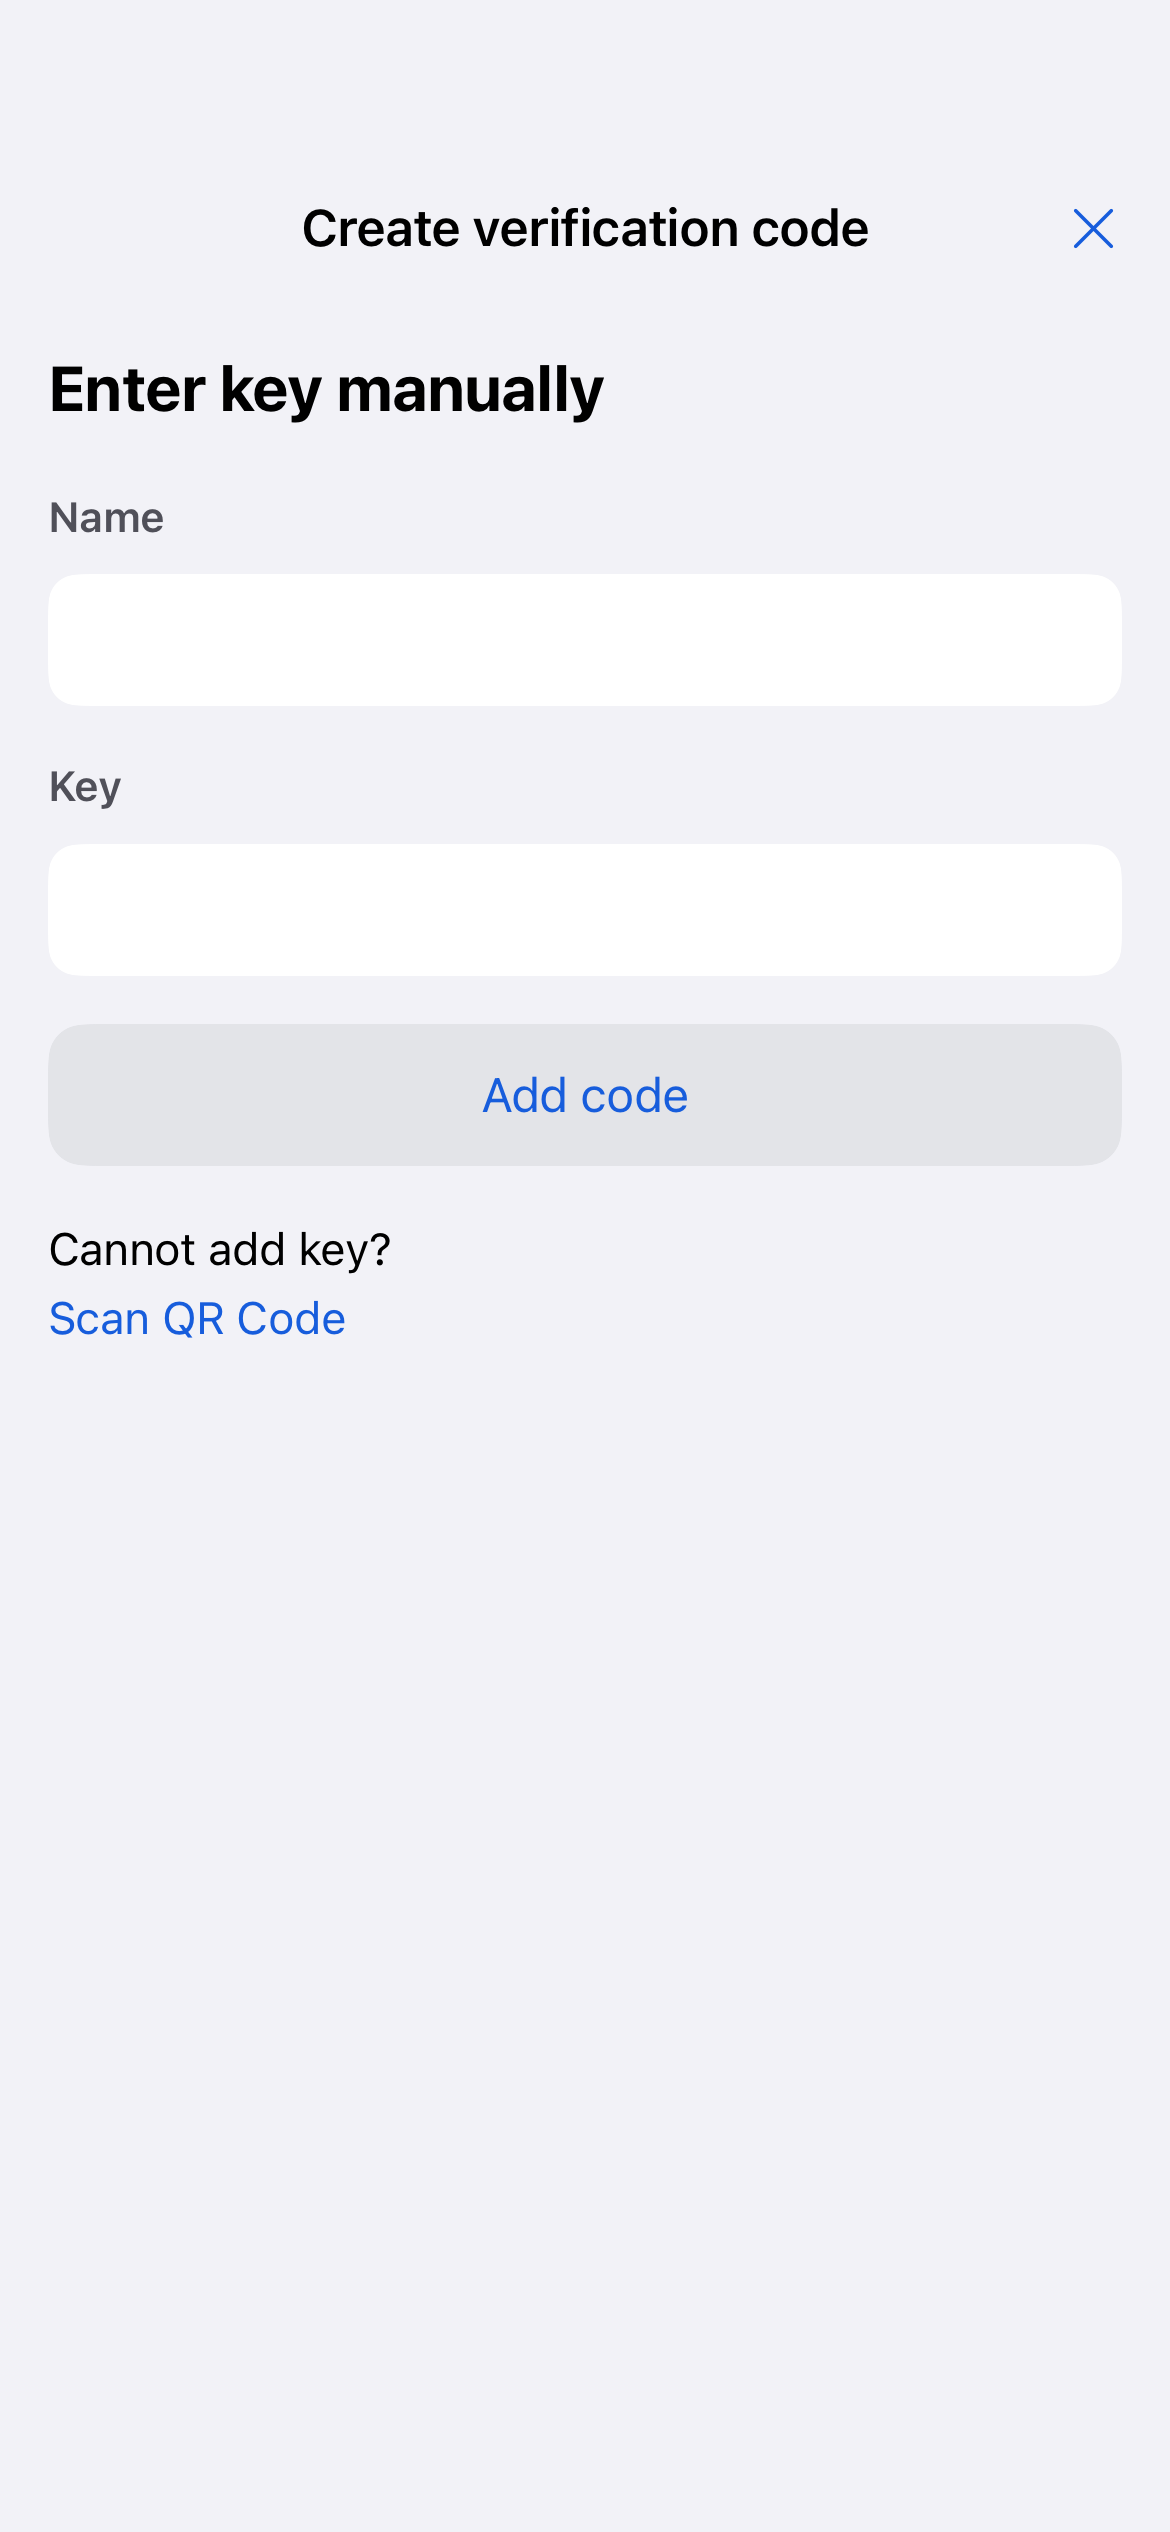 Create verification code
Enter key manually
Name
Key
Add code
Cannot add key?
Scan QR Code